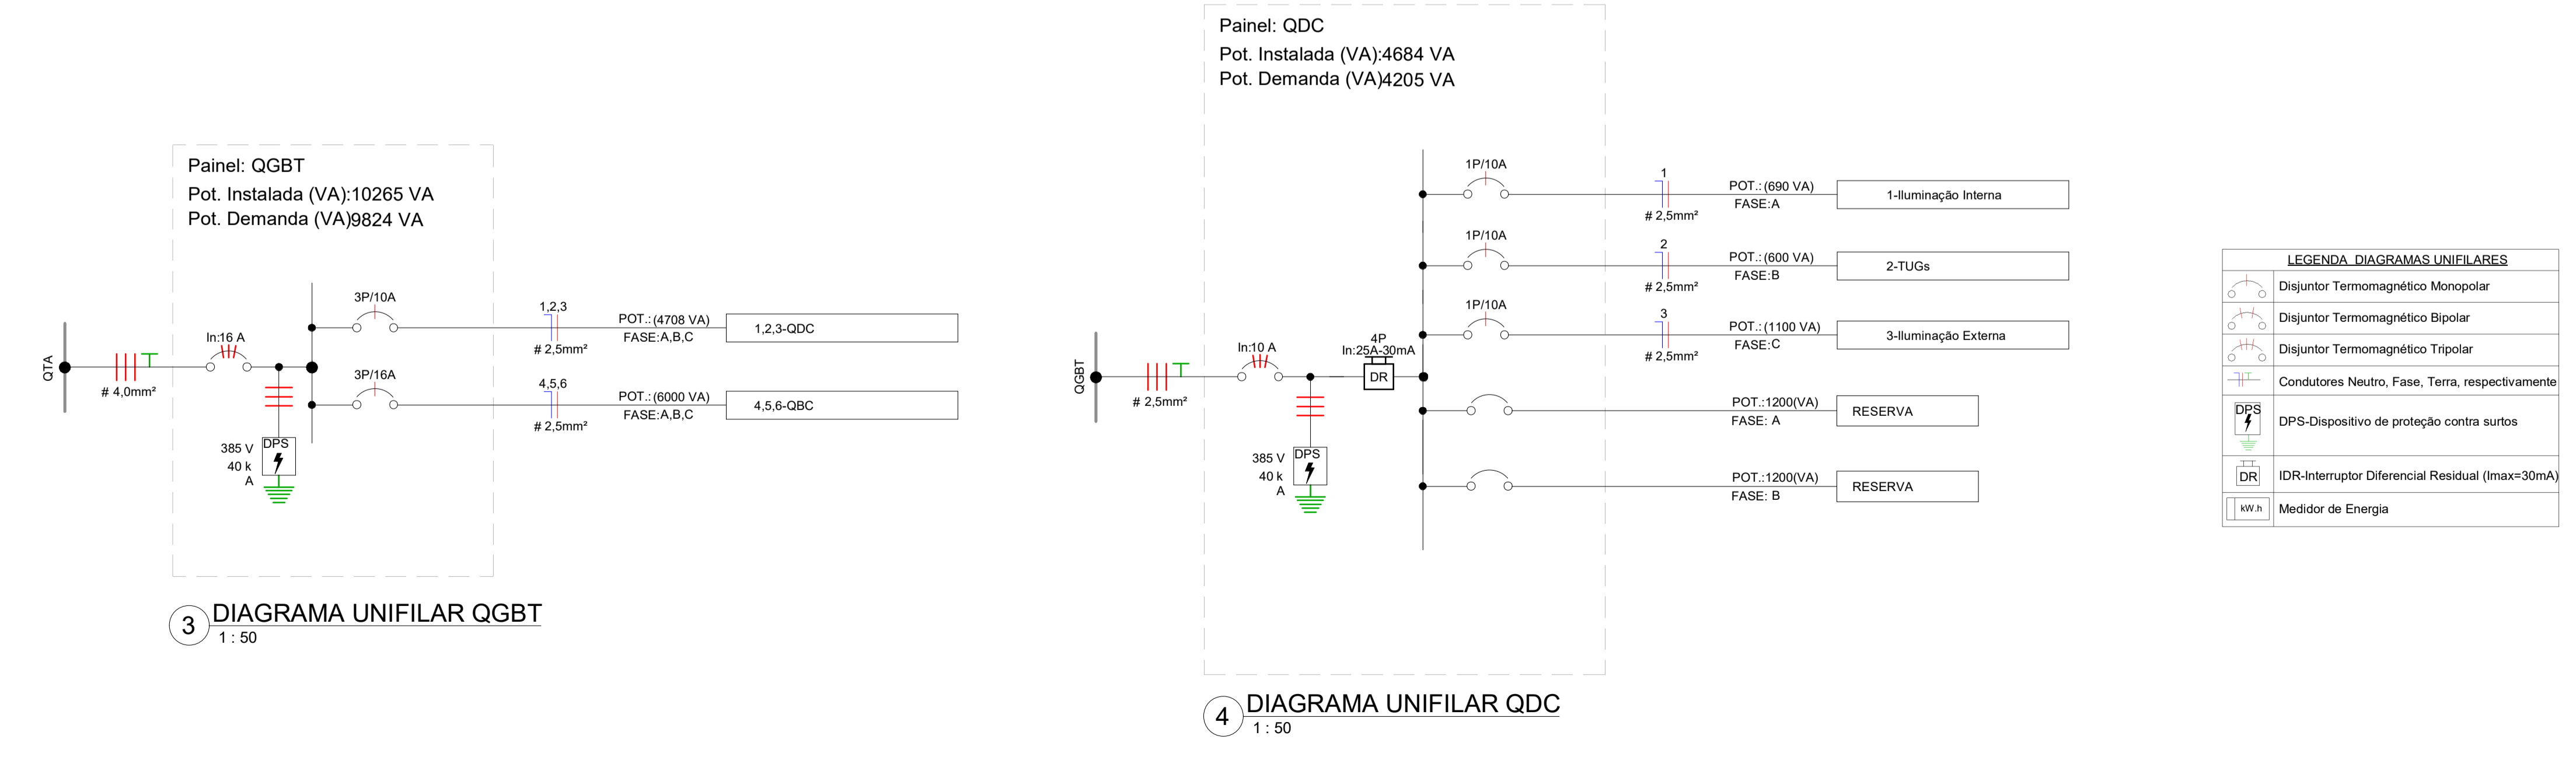 Painel: QGBT
Pot. Instalada (VA):10265 VA
Pot. Demanda (VA)9824 VA
QTA
# 4,0mm²
In:16 A
DPS
385 V
40 k
A
3P/10A
1,2,3
# 2,5mm²
POT.: (4708 VA)
FASE:A,B,C
1,2,3-QDC
3P/16A
4,5,6
# 2,5mm²
POT.: (6000 VA)
FASE:A,B,C
4,5,6-QBC
3
DIAGRAMA UNIFILAR QGBT
1 : 50
Painel: QDC
Pot. Instalada (VA):4684 VA
Pot. Demanda (VA)4205 VA
QGBT
# 2,5mm²
In:10 A
DPS
385 V
40 k
A
4P
In:25A-30mA
DR
1P/10A
1
# 2,5mm²
POT.: (690 VA)
FASE:A
1-Iluminação Interna
1P/10A
2
# 2,5mm²
POT.: (600 VA)
FASE:B
2-TUGs
1P/10A
3
# 2,5mm²
POT.: (1100 VA)
FASE:C
3-Iluminação Externa
POT.:1200(VA)
FASE: A
RESERVA
POT.:1200(VA)
FASE: B
RESERVA
4
DIAGRAMA UNIFILAR QDC
1 : 50
LEGENDA DIAGRAMAS UNIFILARES
Disjuntor Termomagnético Monopolar
Disjuntor Termomagnético Bipolar
Disjuntor Termomagnético Tripolar
Condutores Neutro, Fase, Terra, respectivamente
DPS
DPS-Dispositivo de proteção contra surtos
DR
IDR-Interruptor Diferencial Residual (Imax=30mA)
kW.h
Medidor de Energia